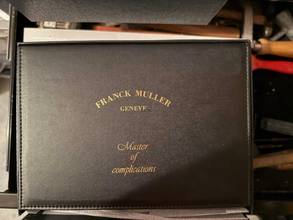 FRANCK MULLER
GENEVE
Master
of
complications